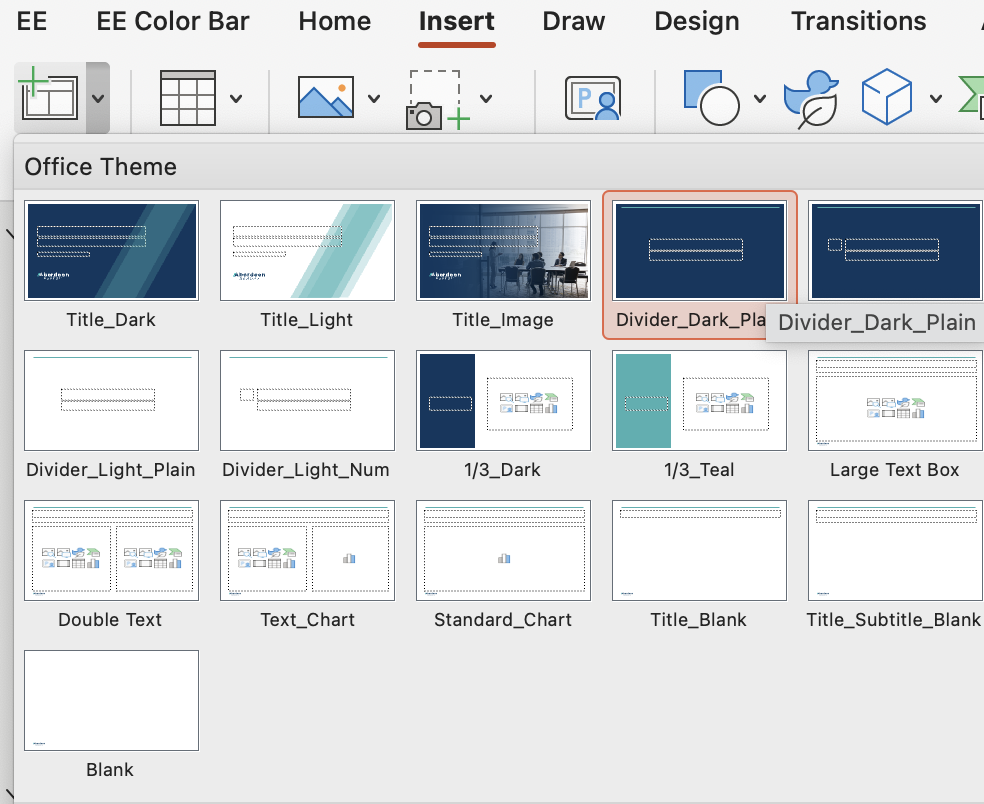 EE EE Color Bar Home Insert Draw Design Transitions
P
Office Theme
Title_Dark Title_Light Title_Image Divider_Dark_Pla Divider_Dark_Plain
Divider_Light_Plain Divider_Light_Num 1/3_Dark 1/3_Teal Large Text Box
Double Text Text_Chart Standard_Chart Title_Blank Title_Subtitle_Blank
Blank